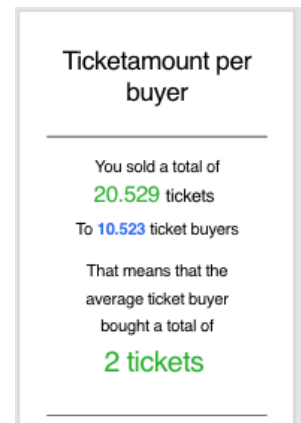 Ticketamount per
buyer
You sold a total of
20.529 tickets
To 10.523 ticket buyers
That means that the
average ticket buyer
bought a total of
2 tickets